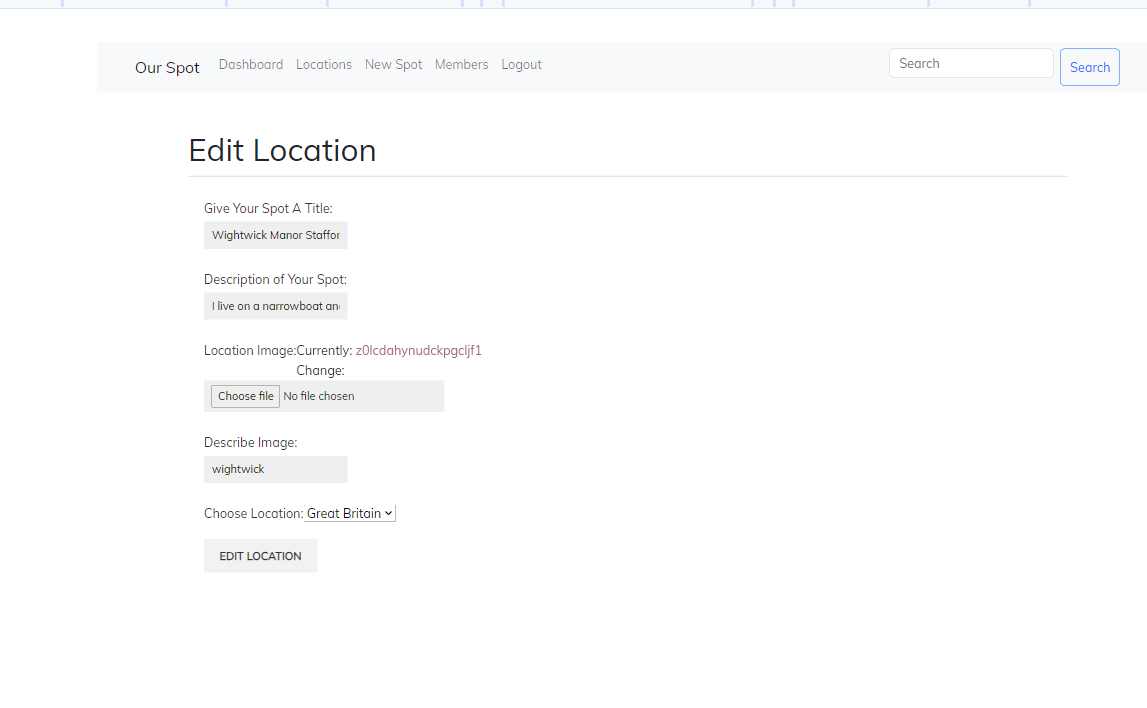 Our Spot Dashboard Locations New Spot Members Logout Search Search
Edit Location
Give Your Spot A Title:
Wightwick Manor Staffor
Description of Your Spot:
I live on a narrowboat an
Location Image:Currently: z0lcdahynudckpgcljf1
Change:
Choose file No file chosen
Describe Image:
wightwick
Choose Location: Great Britain
EDIT LOCATION